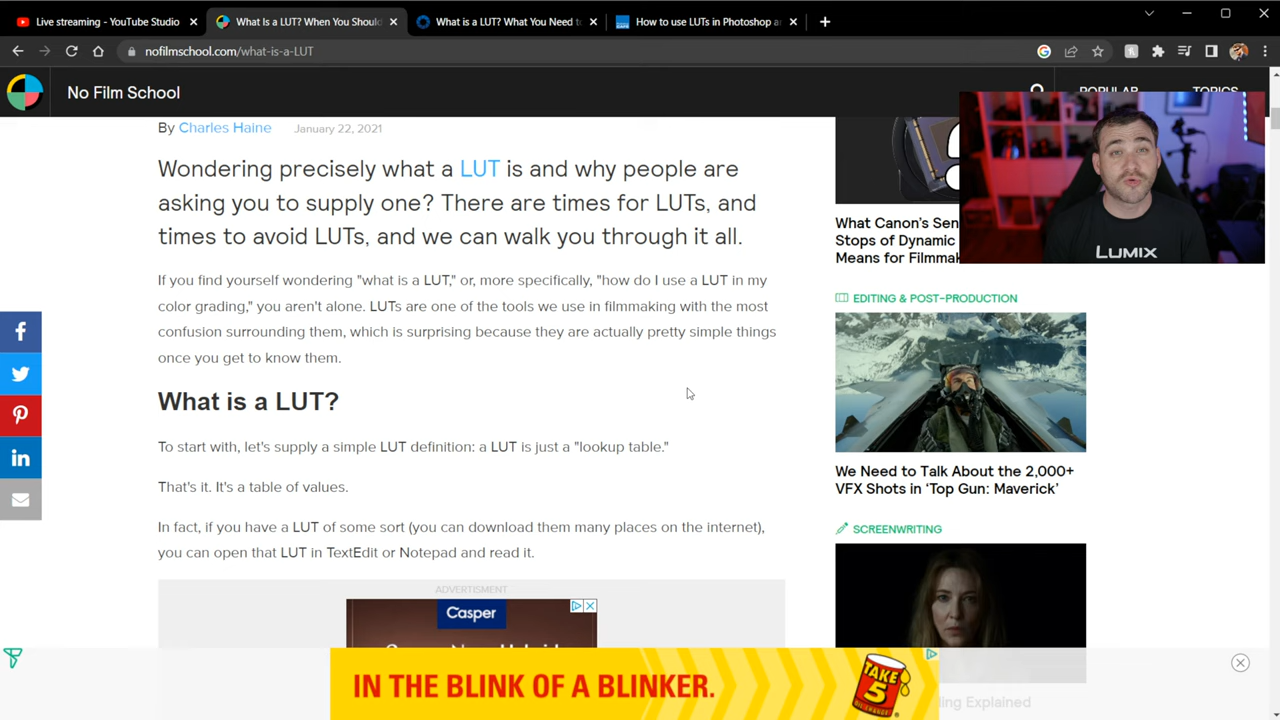 Live streaming - YouTube Studio
What Is a LUT? When You Should
What is a LUT? What You Need to
How to use LUTs in Photoshop a
nofilmschool.com/what-is-a-LUT
No Film School
POPULAR
TOPICS
By Charles Haine January 22, 2021
Wondering precisely what a LUT is and why people are
asking you to supply one? There are times for LUTs, and
times to avoid LUTs, and we can walk you through it all.
If you find yourself wondering "what is a LUT," or, more specifically, "how do I use a LUT in my
color grading," you aren't alone. LUTs are one of the tools we use in filmmaking with the most
confusion surrounding them, which is surprising because they are actually pretty simple things
once you get to know them.
What is a LUT?
To start with, let's supply a simple LUT definition: a LUT is just a "lookup table."
That's it. It's a table of values.
In fact, if you have a LUT of some sort (you can download them many places on the internet),
you can open that LUT in TextEdit or Notepad and read it.
ADVERTISMENT
Casper
What Canon's Sen
Stops of Dynamic
Means for Filmmak
LUMIX
EDITING & POST-PRODUCTION
We Need to Talk About the 2,000+
VFX Shots in 'Top Gun: Maverick'
SCREENWRITING
ing Explained
IN THE BLINK OF A BLINKER.
TAKE
5
OIL CHANGE